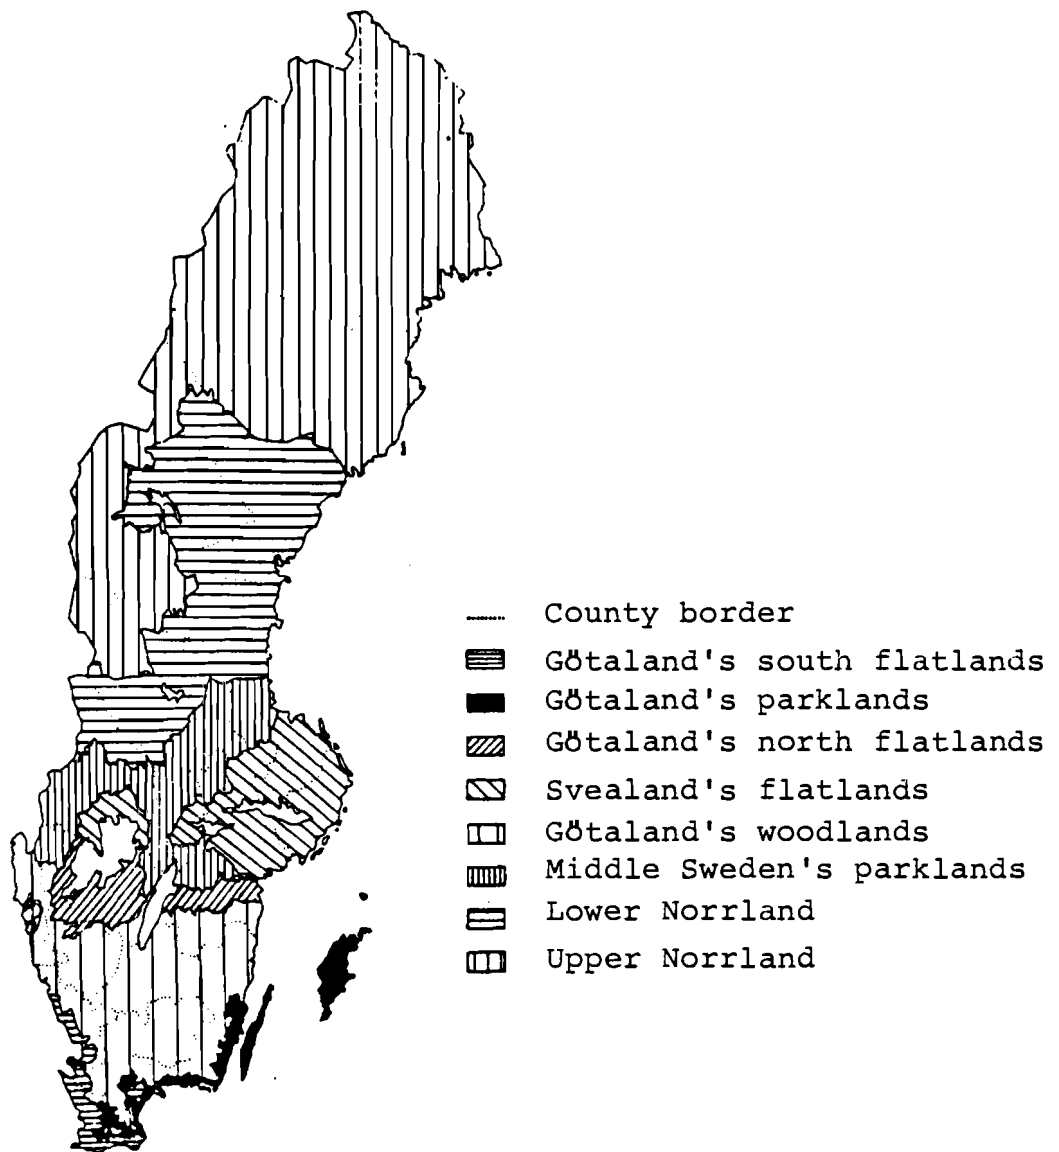 County border
Götaland's south flatlands
Götaland's parklands
Götaland's north flatlands
Svealand's flatlands
Götaland's woodlands
Middle Sweden's parklands
Lower Norrland
Upper Norrland